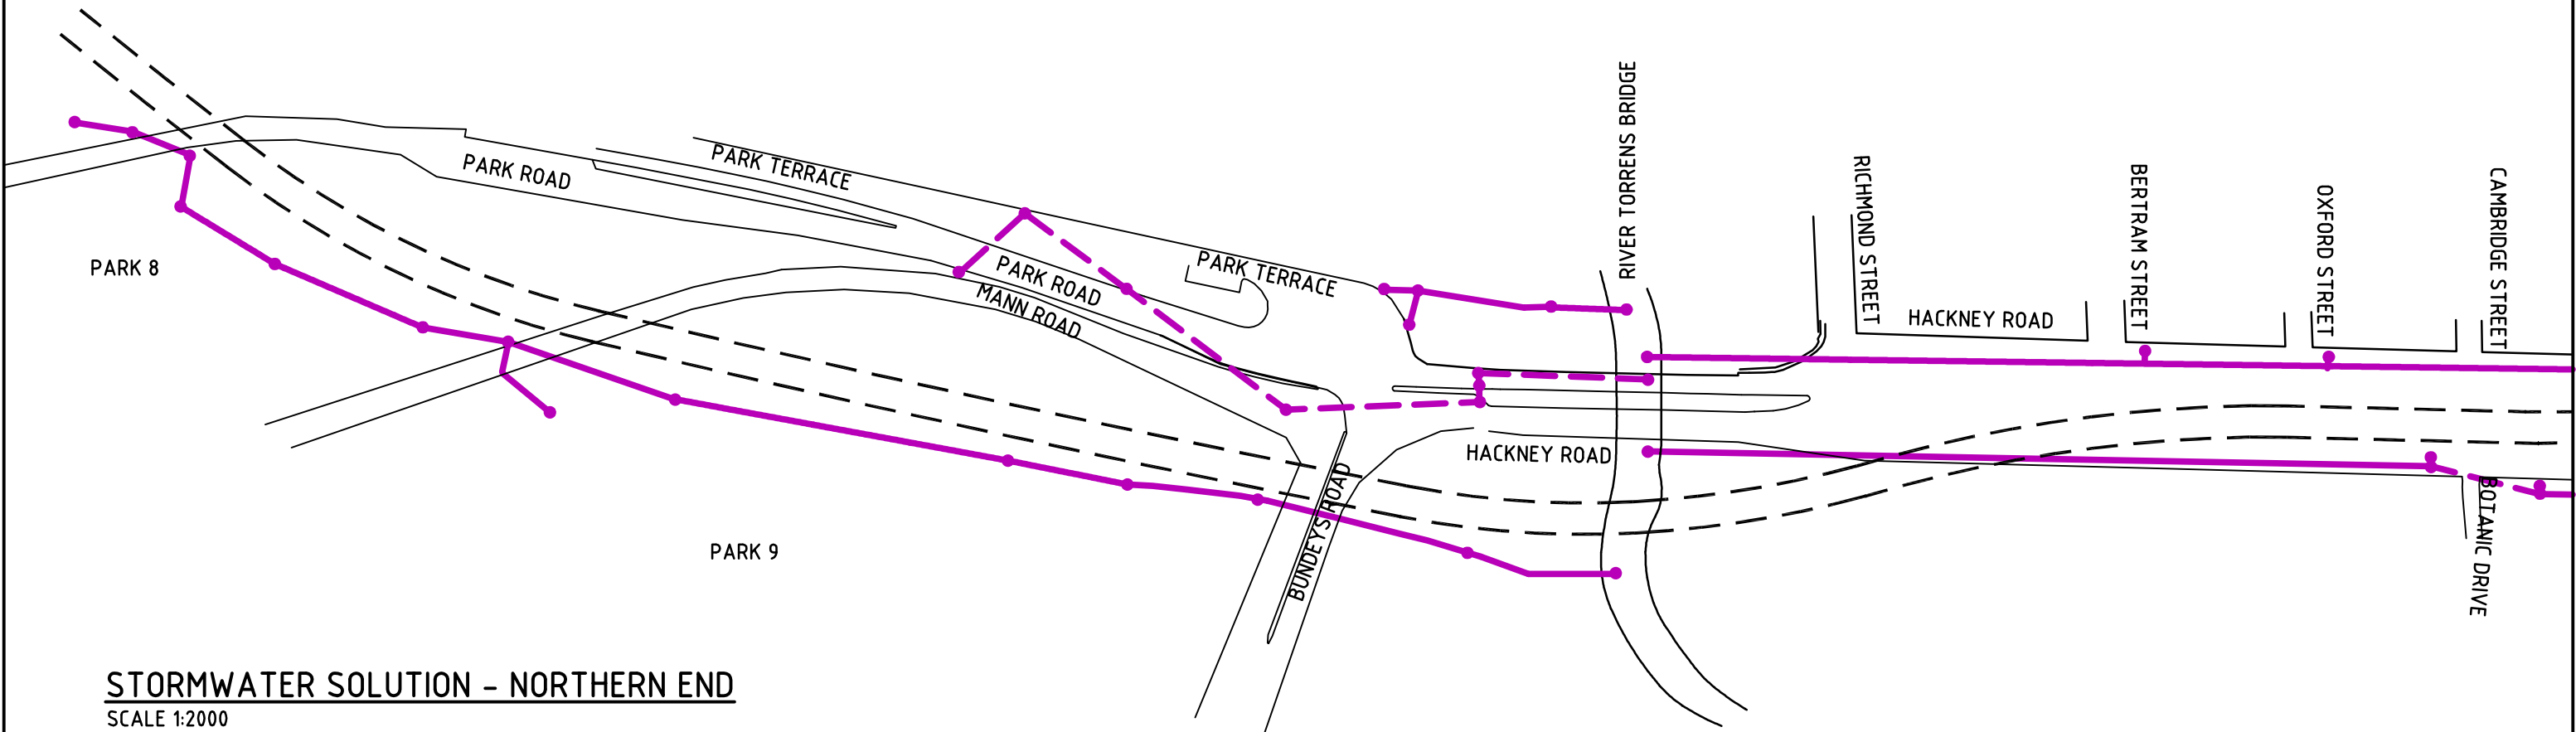 RIVER TORRENS BRIDGE
PARK TERRACE
PARK ROAD
RICHMOND STREET
BERTRAM STREET
OXFORD STREET
CAMBRIDGE STREET
PARK 8
PARK ROAD
PARK TERRACE
MANN ROAD
HACKNEY ROAD
HACKNEY ROAD
BUNDEYS ROAD
BOTANIC DRIVE
PARK 9
STORMWATER SOLUTION - NORTHERN END
SCALE 1:2000